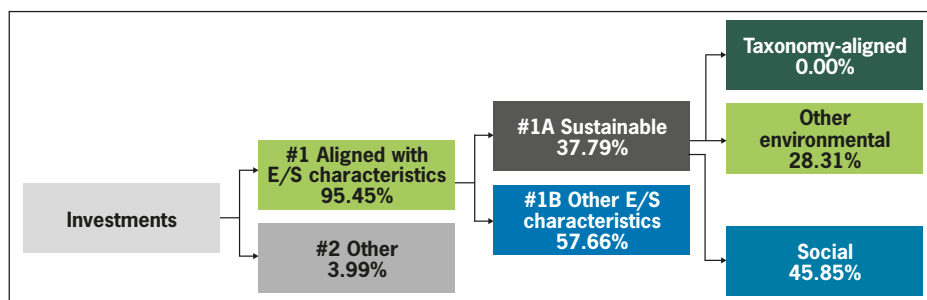 Investments
#1 Aligned with
E/S characteristics
95.45%
#2 Other
3.99%
#1A Sustainable
37.79%
#1B Other E/S
characteristics
57.66%
Taxonomy-aligned
0.00%
Other
environmental
28.31%
Social
45.85%